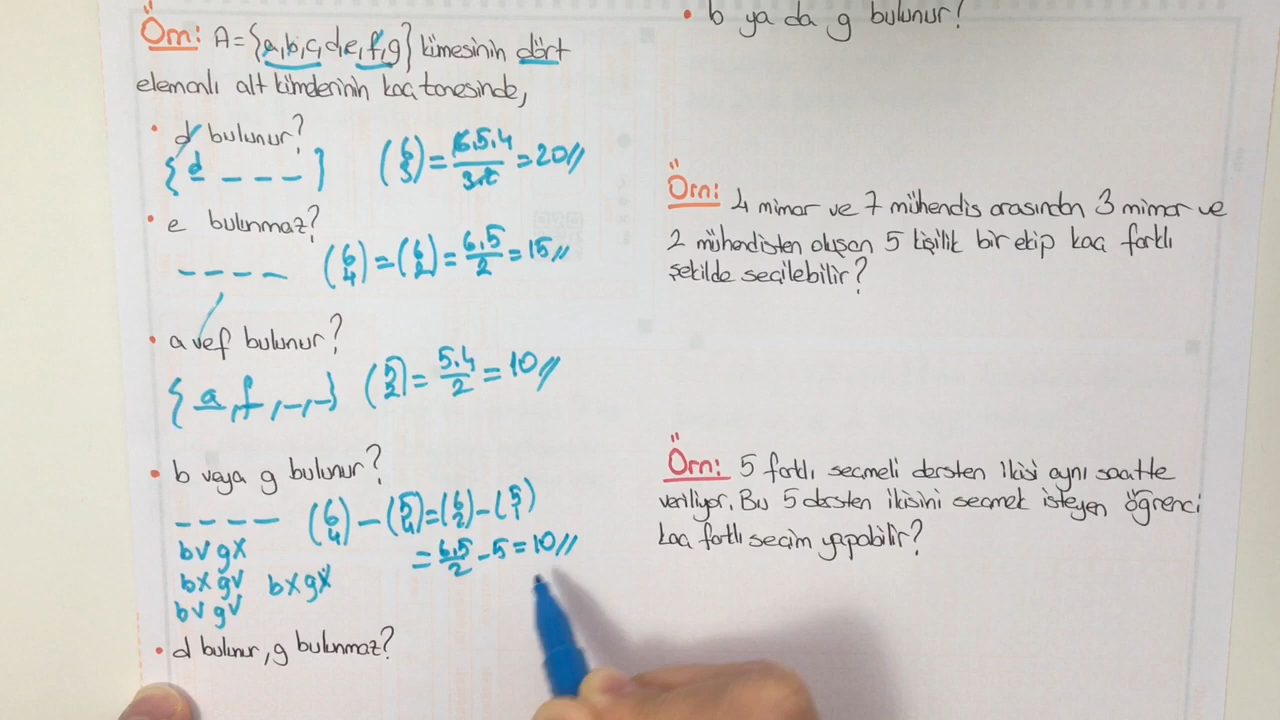 Örn: A={a,b,c,d,e,f,g} kümesinin dört
elemanlı alt kümelerinin kaç tanesinde,
• d bulunur?
{ d _ _ _ } (6 3) = 6.5.4/3.2 = 20//
• e bulunmaz?
_ _ _ _ (6 4) = (6 2) = 6.5/2 = 15//
• a ve f bulunur?
{ a, f, _, _ } (5 2) = 5.4/2 = 10//
• b veya g bulunur?
_ _ _ _ (6 4) - (5 4) = (6 2) - (5 1)
b✓ g✗ = 6.5/2 - 5 = 10//
b✗ g✓ b✗ g✗
b✓ g✓
• d bulunur, g bulunmaz?
• b ya da g bulunur?
Örn: 4 mimar ve 7 mühendis arasından 3 mimar ve
2 mühendisten oluşan 5 kişilik bir ekip kaç farklı
şekilde seçilebilir?
Örn: 5 farklı seçmeli dersten ikisi aynı saatte
veriliyor. Bu 5 dersten ikisini seçmek isteyen öğrenci
kaç farklı seçim yapabilir?